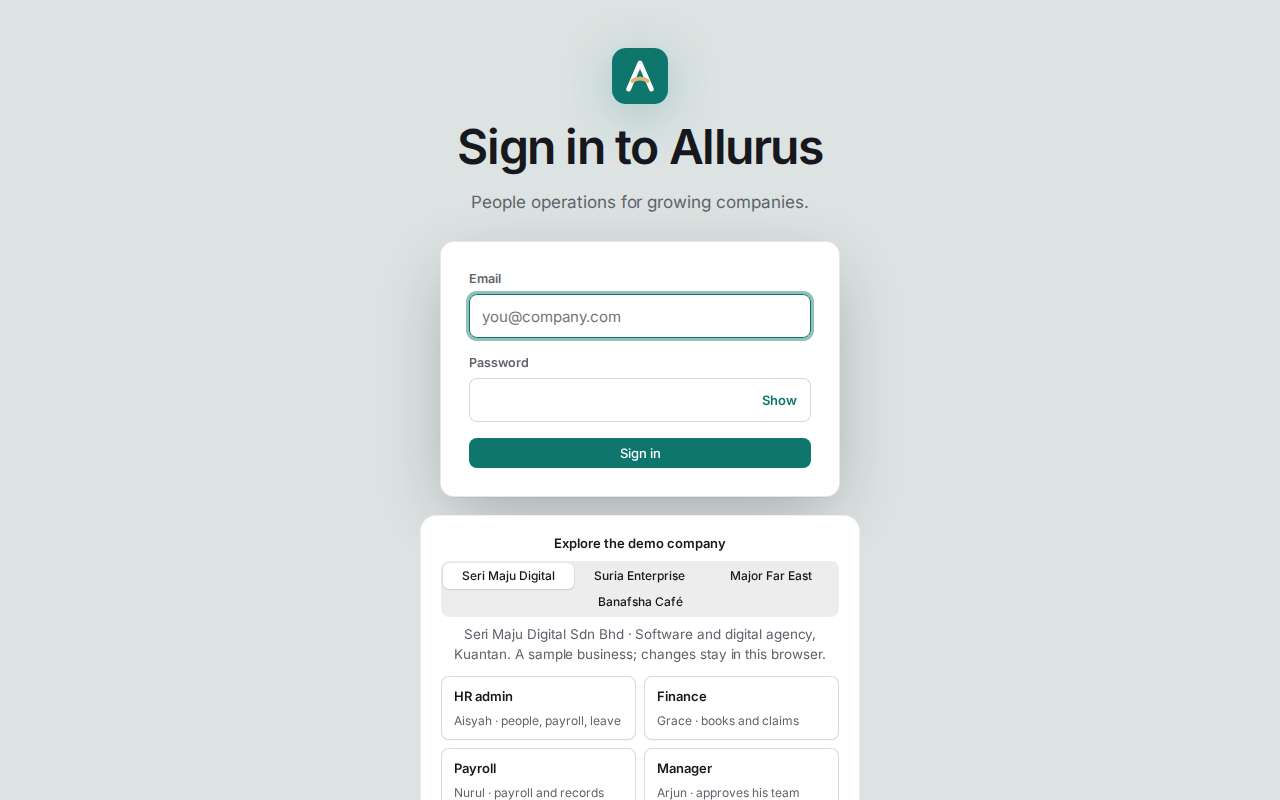 Sign in to Allurus
People operations for growing companies.
Email
you@company.com
Password
Show
Sign in
Explore the demo company
Seri Maju Digital
Suria Enterprise
Major Far East
Banafsha Café
Seri Maju Digital Sdn Bhd · Software and digital agency,
Kuantan. A sample business; changes stay in this browser.
HR admin
Aisyah · people, payroll, leave
Finance
Grace · books and claims
Payroll
Nurul · payroll and records
Manager
Arjun · approves his team